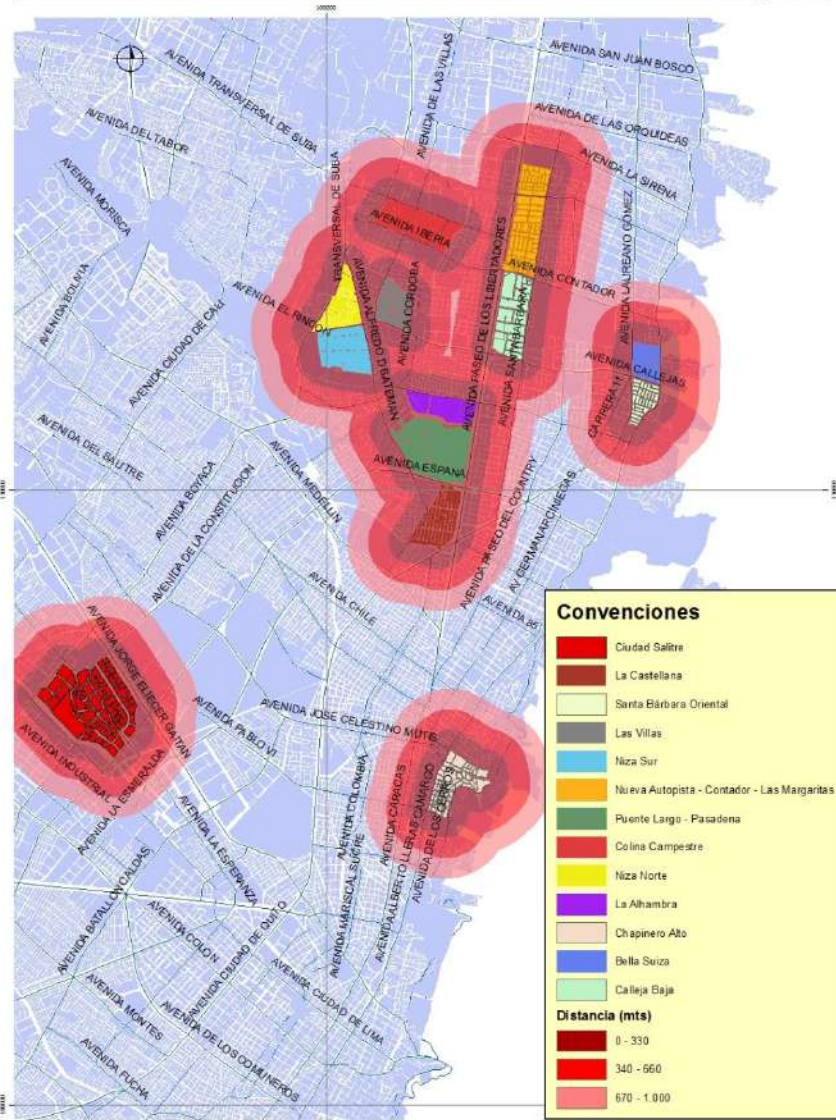 100000
AVENIDA SAN JUAN BOSCO
AVENIDA DE LAS VILLAS
AVENIDA TRANSVERSAL DE SUBA
AVENIDA DE LAS ORQUIDEAS
AVENIDA DEL TABOR
AVENIDA LA SIRENA
AVENIDA MORISCA
TRANSVERSAL DE SUBA
AVENIDA IBERIA
AVENIDA LAUREANO GOMEZ
AVENIDA PASEO DE LOS LIBERTADORES
AVENIDA CONTADOR
AVENIDA BOLIVIA
AVENIDA CIUDAD DE CALI
AVENIDA EL RINCON
AVENIDA CORDOBA
AVENIDA ALFREDO D BATEMAN
AVENIDA SANTA BARBARA
AVENIDA CALLEJAS
CARRERA 11
AVENIDA ESPANA
AVENIDA DEL SALITRE
AVENIDA BOYACA
AVENIDA MEDELLIN
AVENIDA DE LA CONSTITUCION
AVENIDA PASEO DEL COUNTRY
AV GERMAN ARCINIEGAS
AVENIDA CHILE
AVENIDA 85
AVENIDA JORGE ELIECER GAITAN
AVENIDA PABLO VI
AVENIDA JOSE CELESTINO MUTIS
AVENIDA INDUSTRIAL
AVENIDA LA ESMERALDA
AVENIDA COLOMBIA
AVENIDA CARACAS
AVENIDA ALBERTO LLERAS CAMARGO
AVENIDA DE LOS CERROS
AVENIDA LA ESPERANZA
AVENIDA MARISCAL SUCRE
AVENIDA BATALLON CALDAS
AVENIDA COLON
AVENIDA CIUDAD DE QUITO
AVENIDA CIUDAD DE LIMA
AVENIDA MONTES
AVENIDA DE LOS COMUNEROS
AVENIDA FUCHA
Convenciones
Ciudad Salitre
La Castellana
Santa Bárbara Oriental
Las Villas
Niza Sur
Nueva Autopista - Contador - Las Margaritas
Puente Largo - Pasadena
Colina Campestre
Niza Norte
La Alhambra
Chapinero Alto
Bella Suiza
Calleja Baja
Distancia (mts)
0 - 330
340 - 660
670 - 1.000